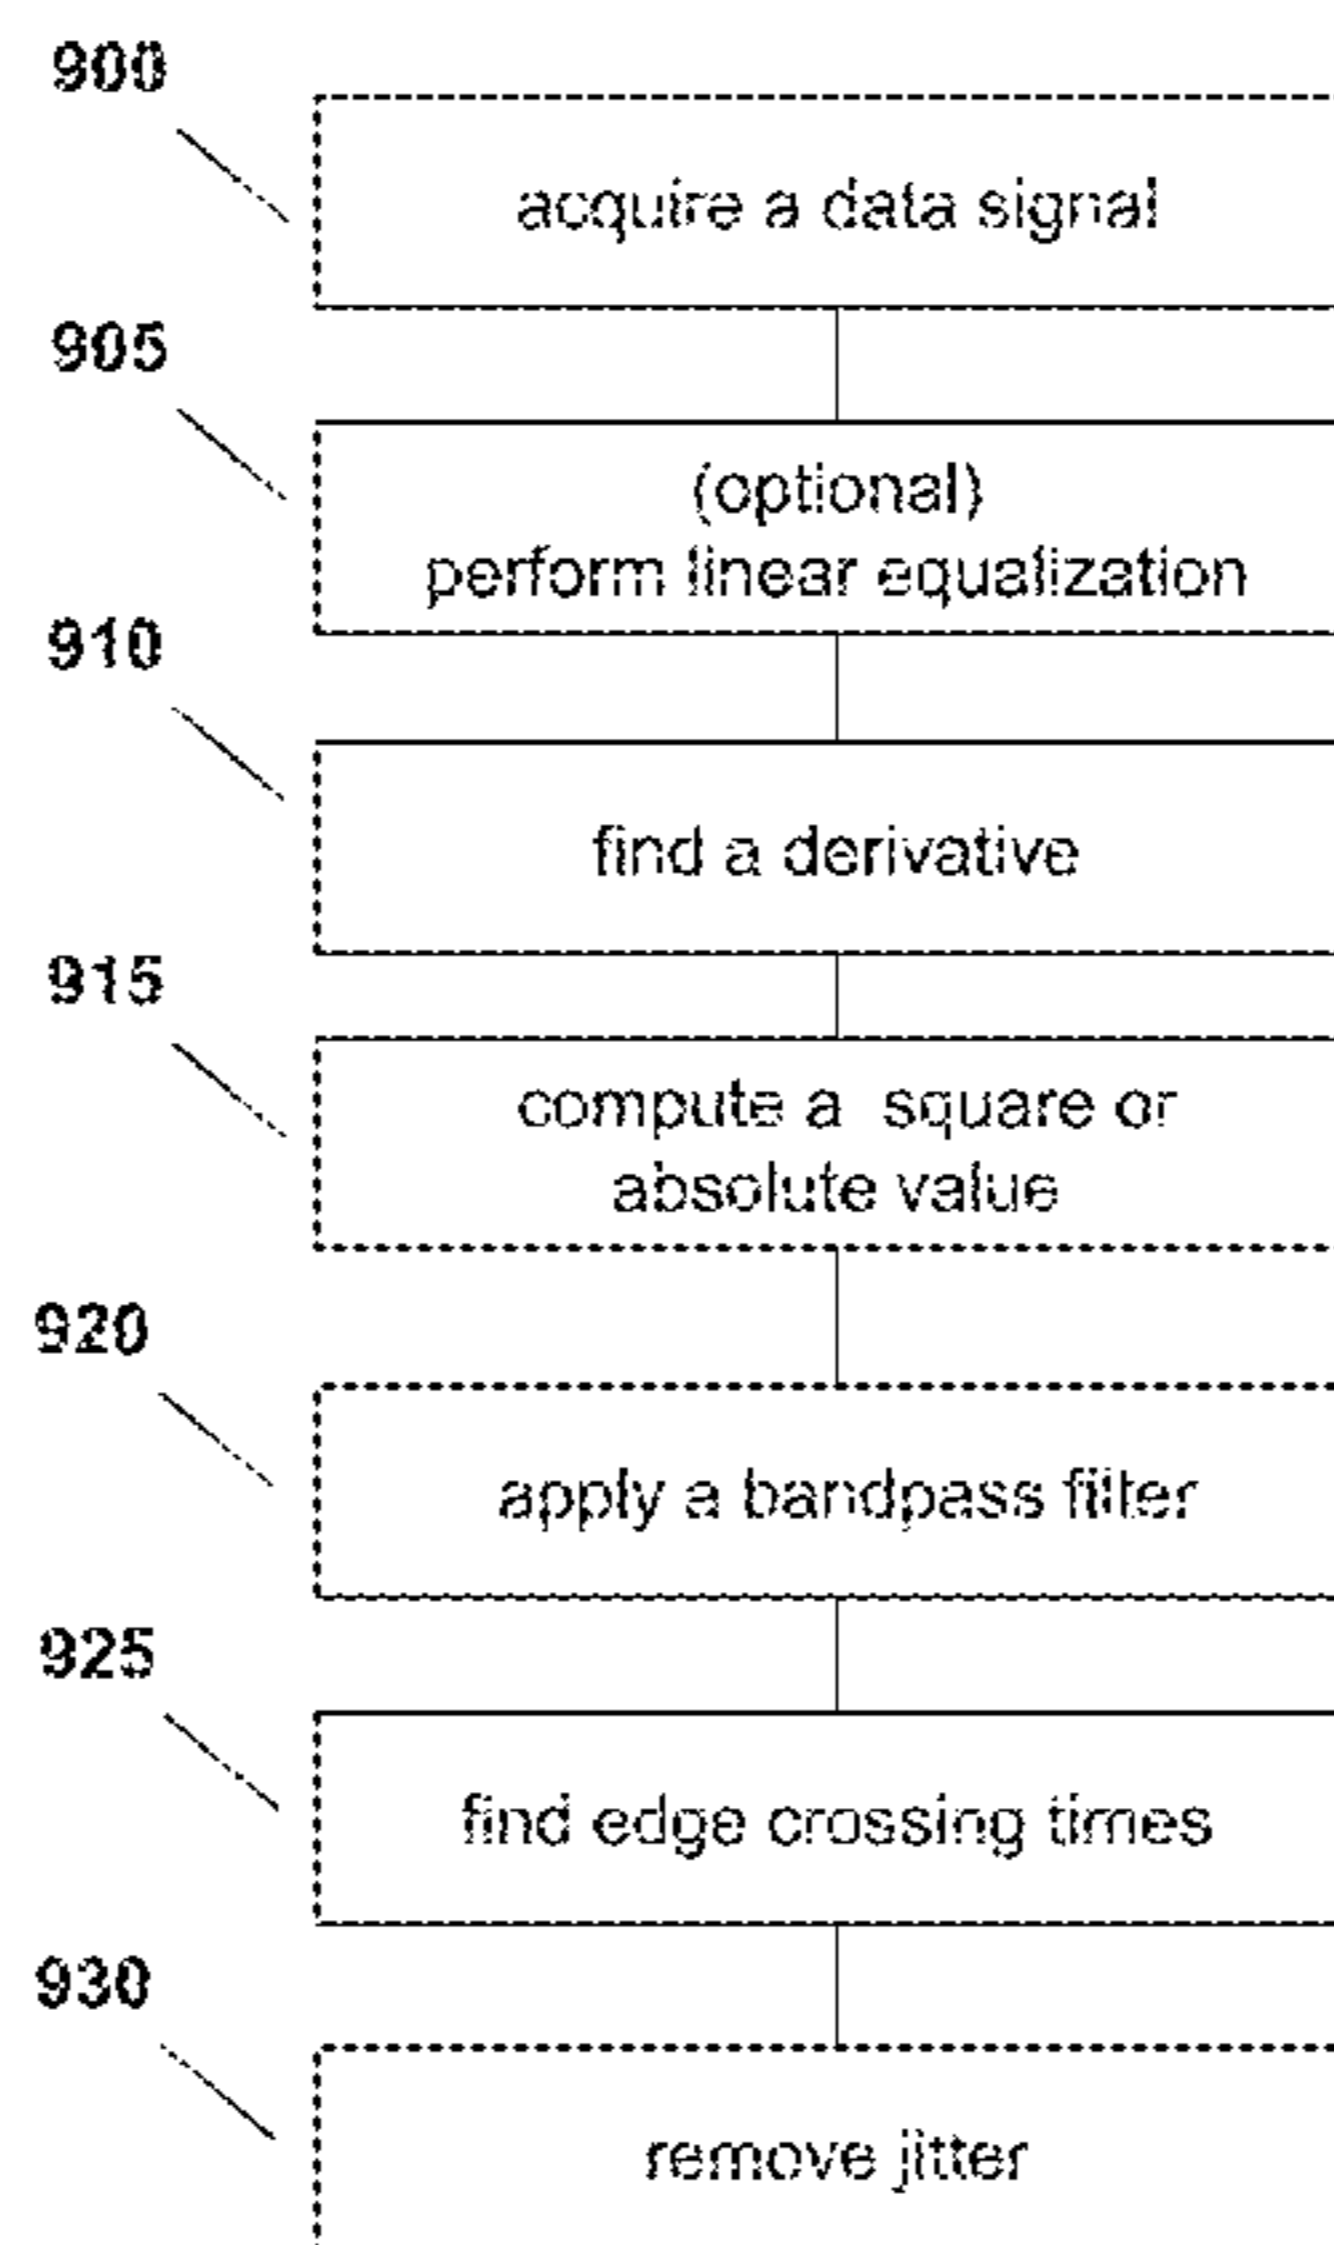 900
acquire a data signal
905
(optional)
perform linear equalization
910
find a derivative
915
compute a square or
absolute value
920
apply a bandpass filter
925
find edge crossing times
930
remove jitter